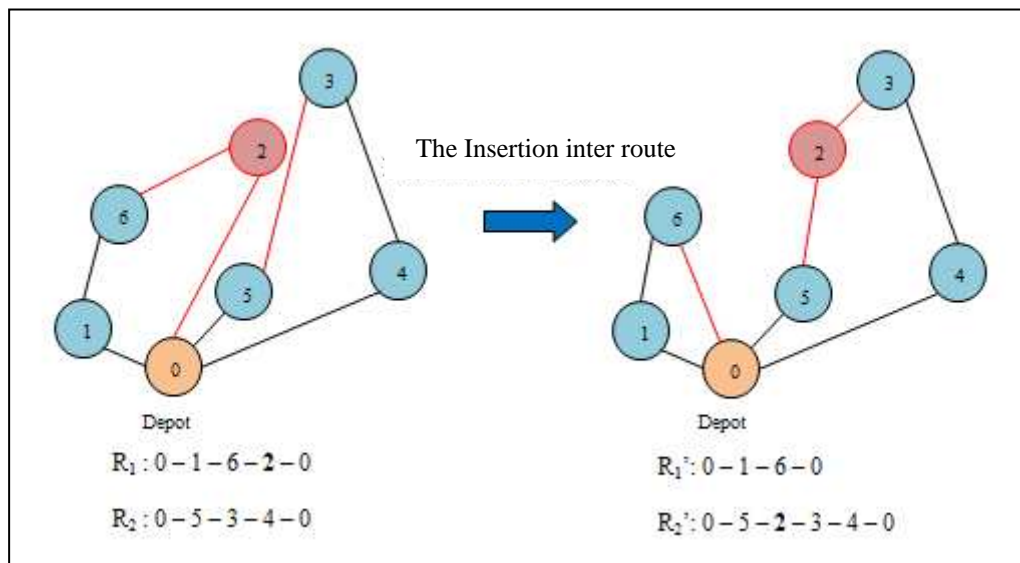 3
2
6
5
4
1
0
Depot
R₁ : 0 – 1 – 6 – 2 – 0
R₂ : 0 – 5 – 3 – 4 – 0
The Insertion inter route
3
2
6
5
4
1
0
Depot
R₁’: 0 – 1 – 6 – 0
R₂’: 0 – 5 – 2 – 3 – 4 – 0